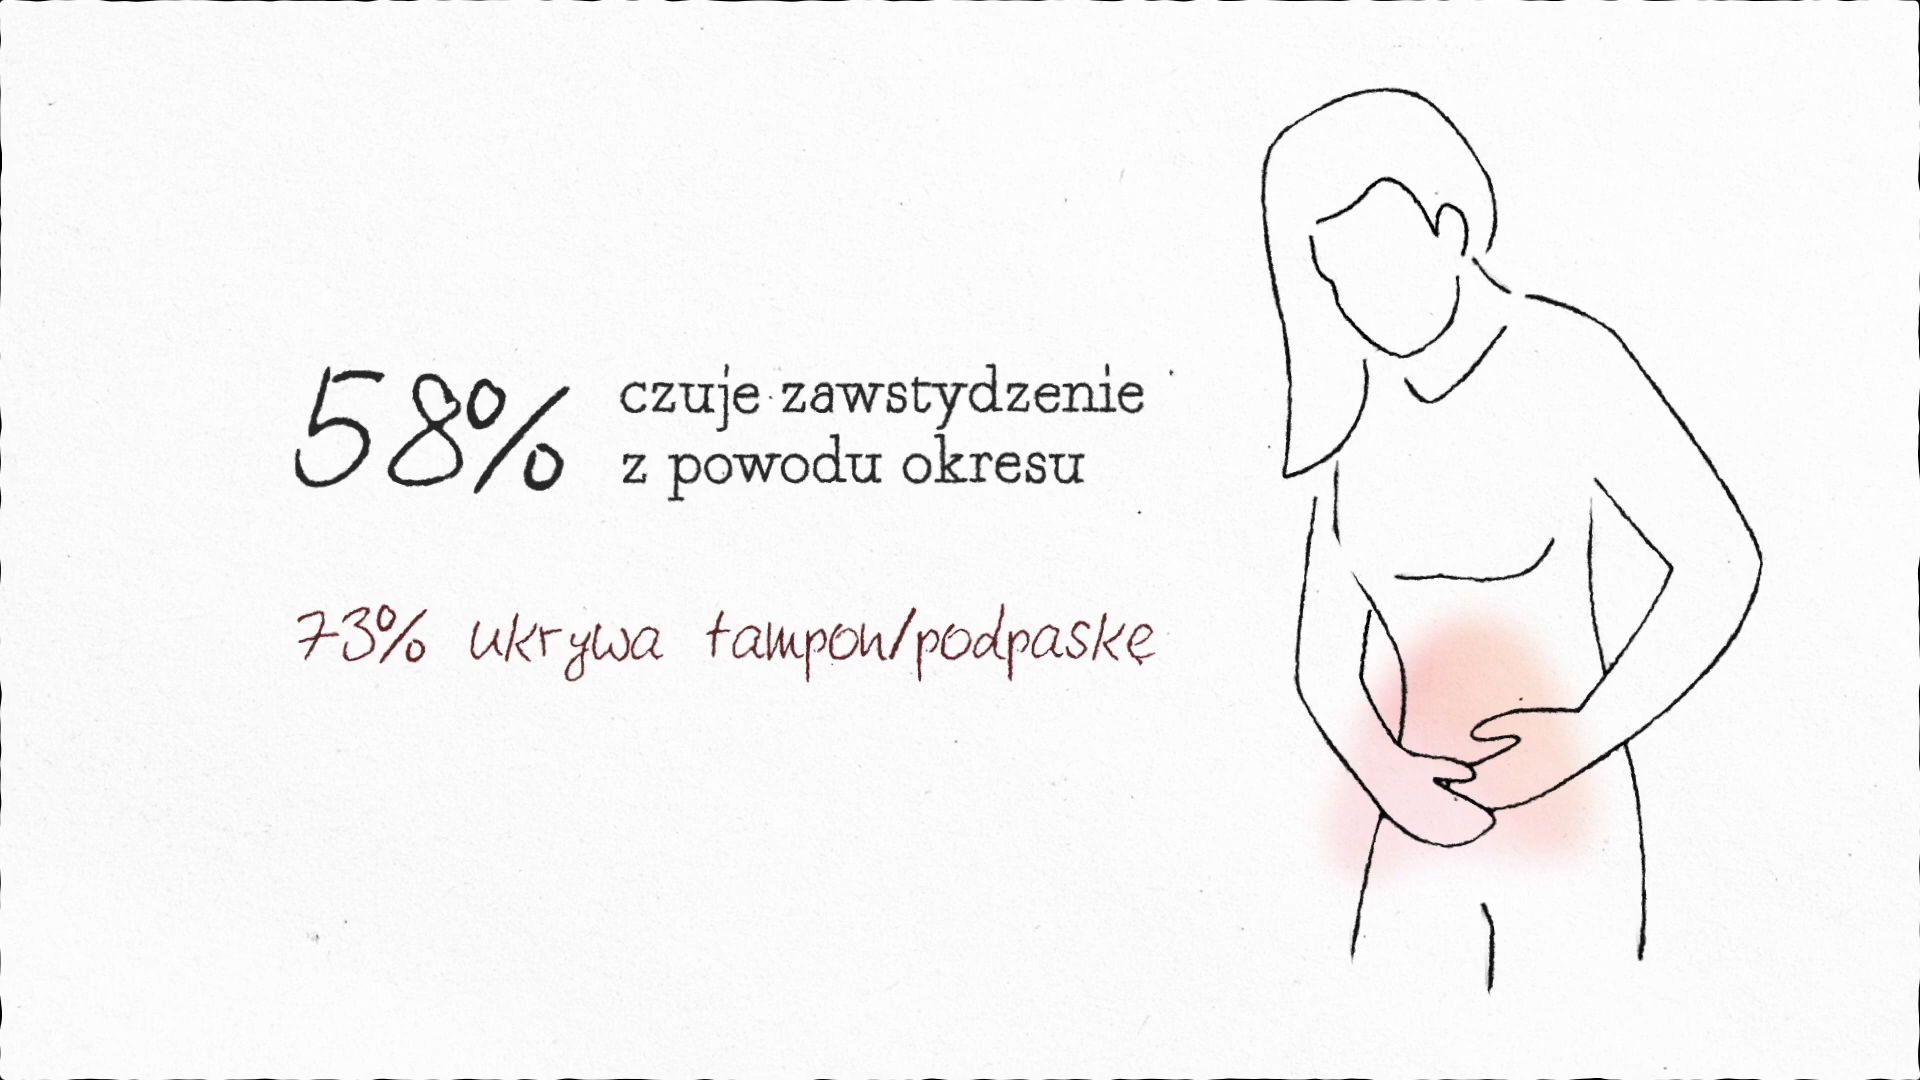 58% czuje zawstydzenie
z powodu okresu
73% ukrywa tampon/podpaskę